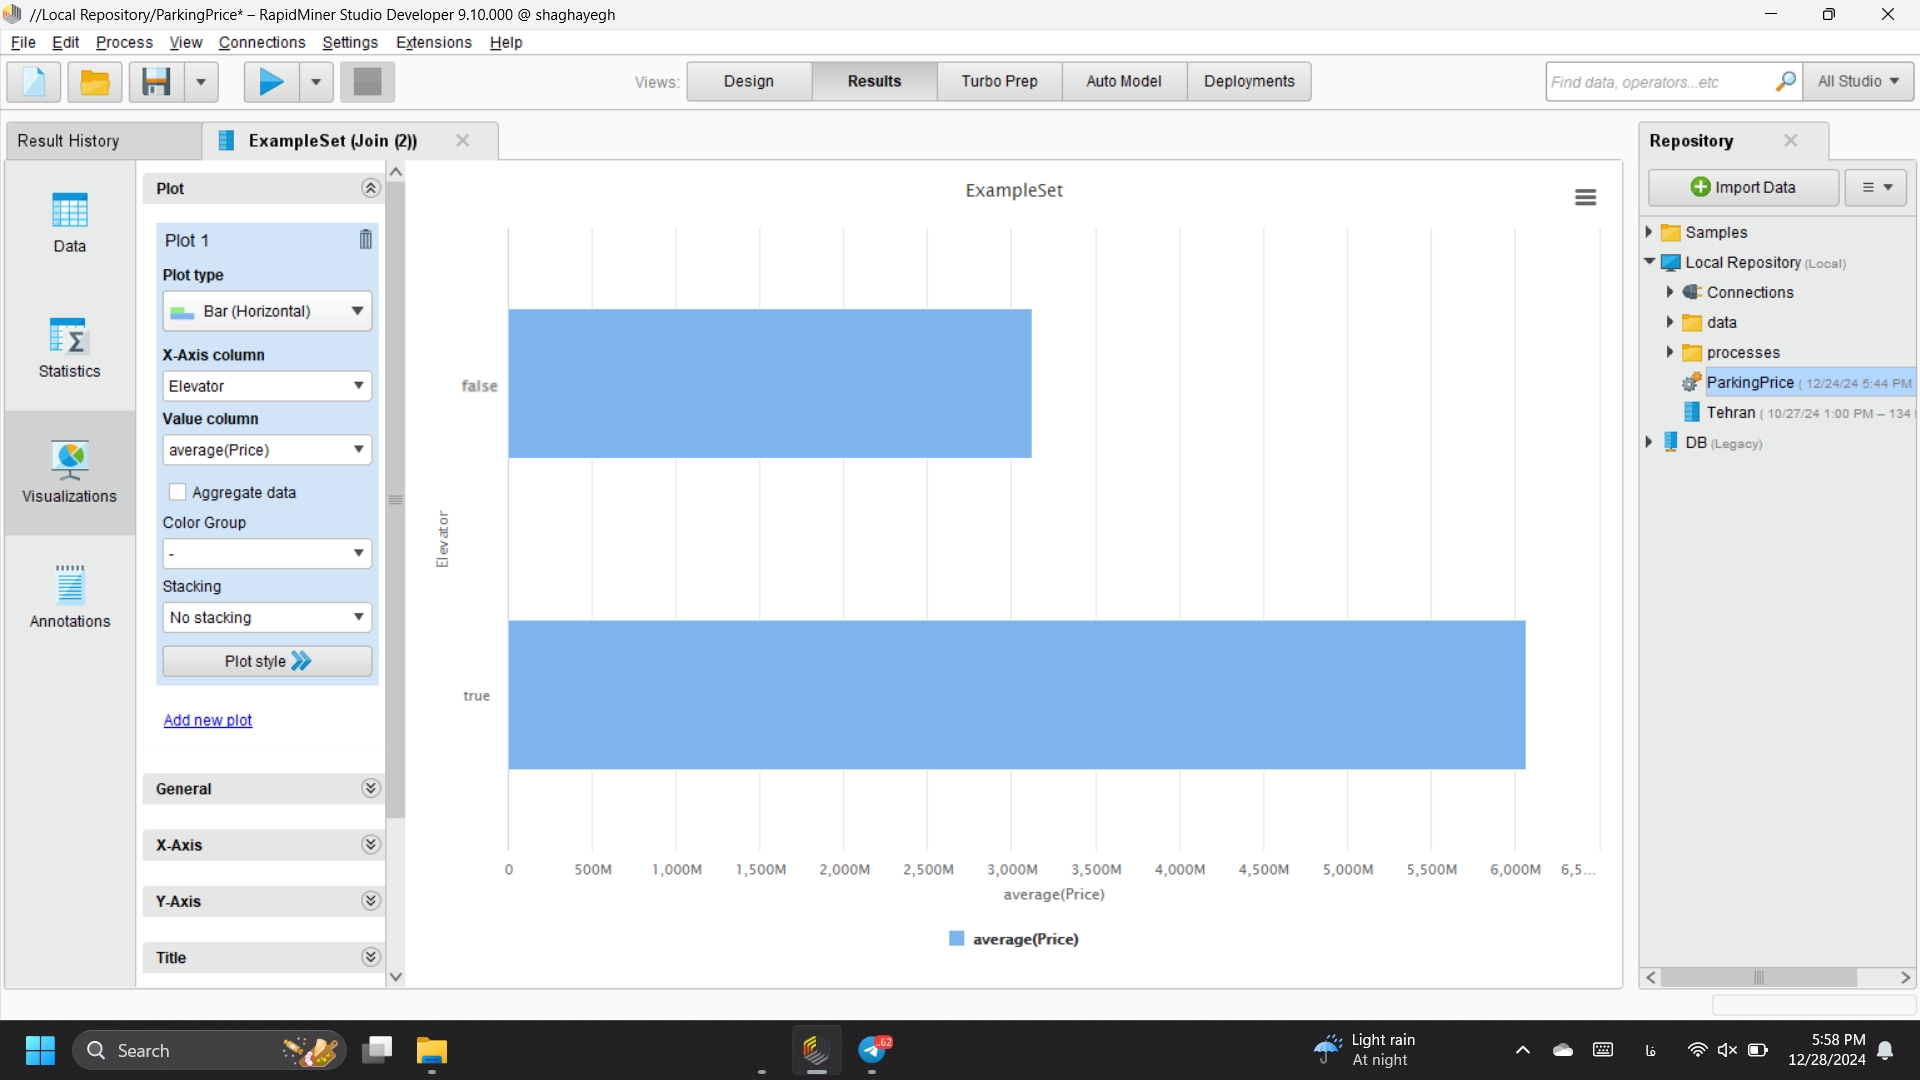 //Local Repository/ParkingPrice* – RapidMiner Studio Developer 9.10.000 @ shaghayegh
File Edit Process View Connections Settings Extensions Help
Views: Design Results Turbo Prep Auto Model Deployments
Find data, operators...etc
All Studio
Result History
ExampleSet (Join (2))
Repository
Data
Statistics
Visualizations
Annotations
Plot
Plot 1
Plot type
Bar (Horizontal)
X-Axis column
Elevator
Value column
average(Price)
Aggregate data
Color Group
-
Stacking
No stacking
Plot style
Add new plot
General
X-Axis
Y-Axis
Title
ExampleSet
false
true
Elevator
0 500M 1,000M 1,500M 2,000M 2,500M 3,000M 3,500M 4,000M 4,500M 5,000M 5,500M 6,000M 6,5...
average(Price)
average(Price)
Import Data
Samples
Local Repository (Local)
Connections
data
processes
ParkingPrice ( 12/24/24 5:44 PM
Tehran ( 10/27/24 1:00 PM – 134
DB (Legacy)
Search
..62
Light rain
At night
فا
5:58 PM
12/28/2024